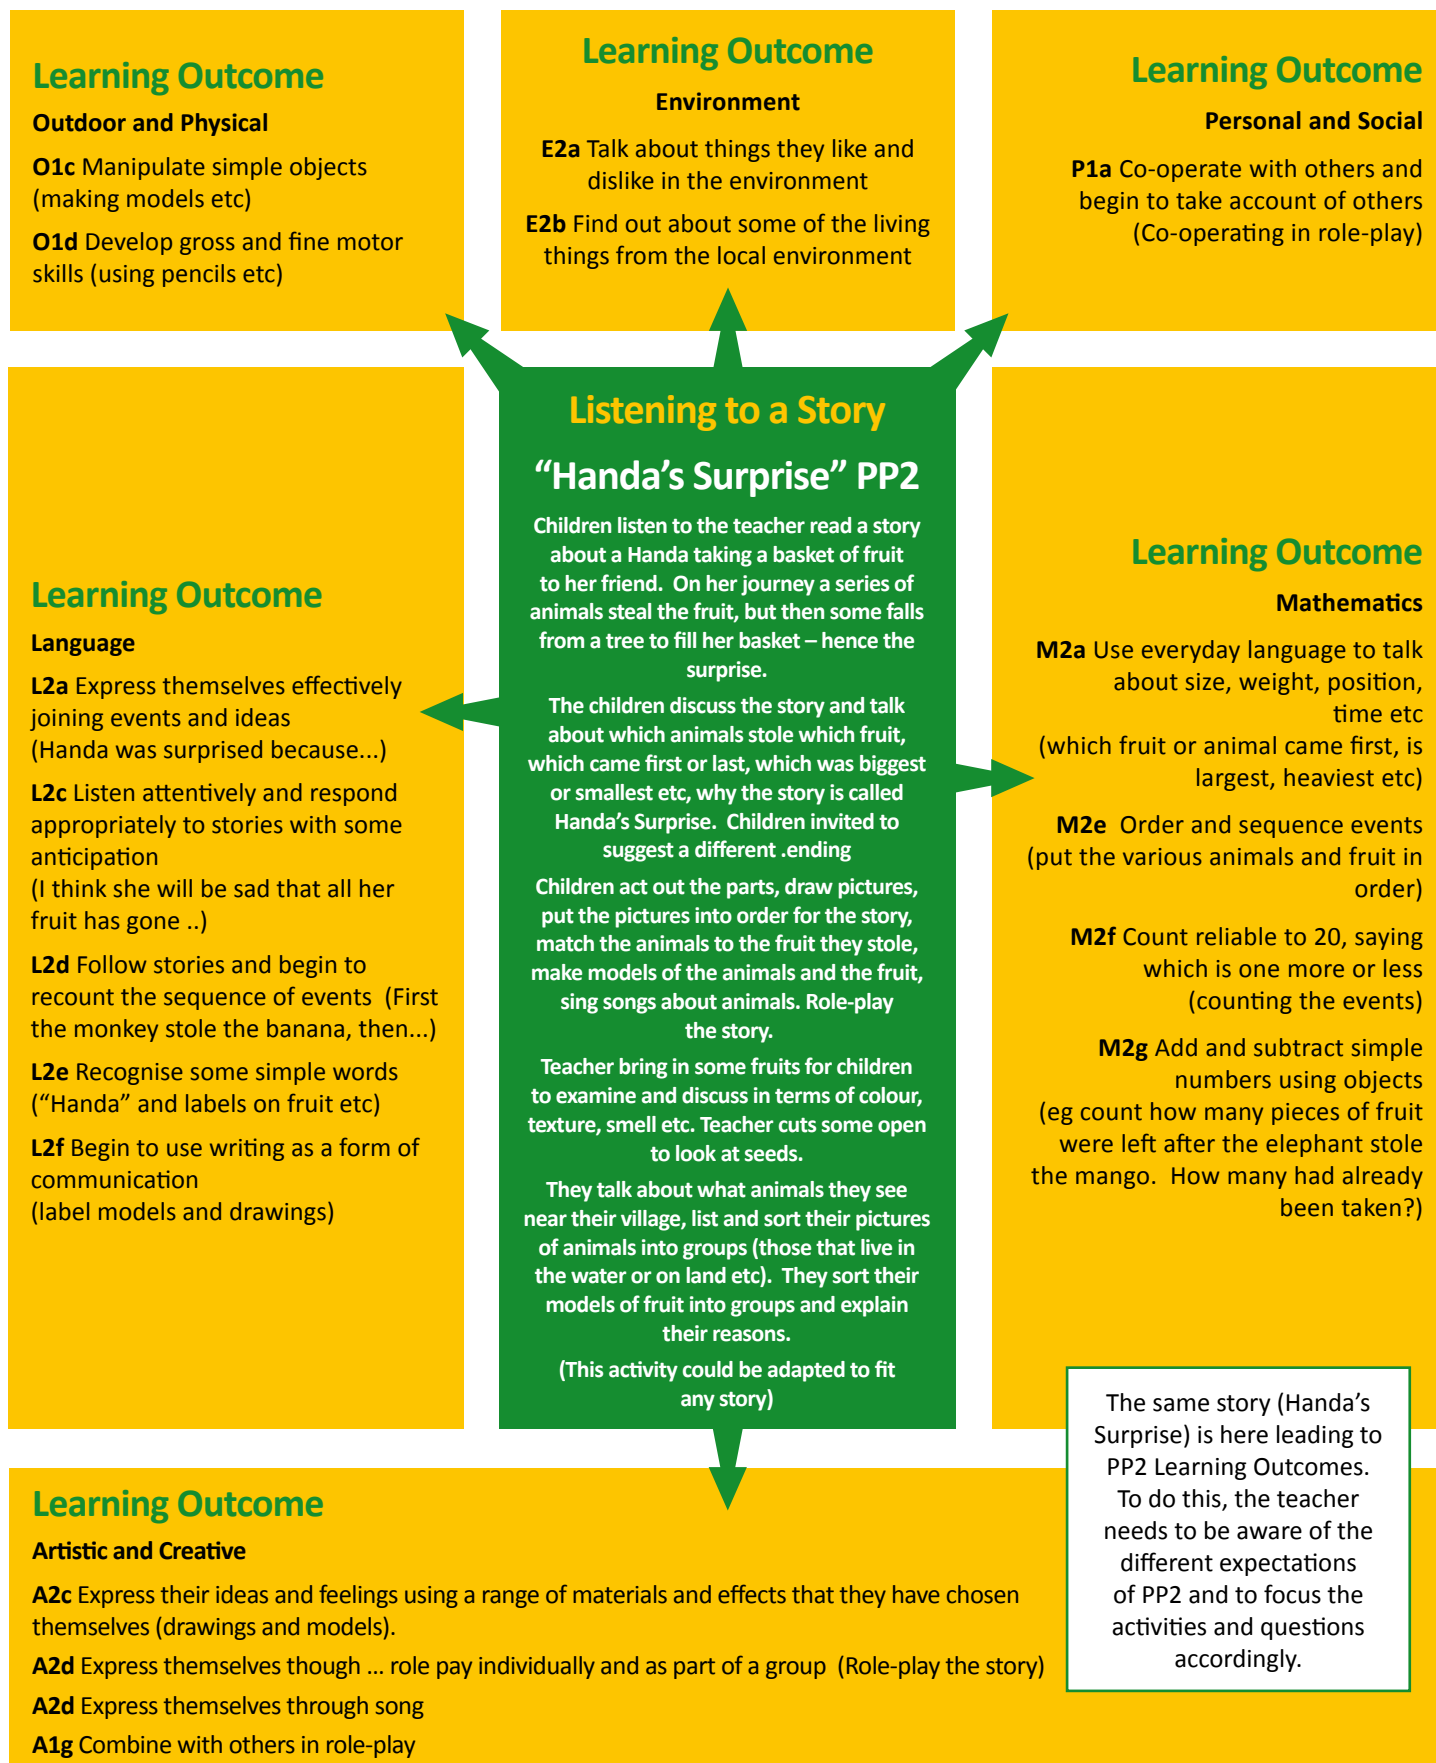 Learning Outcome
Outdoor and Physical
O1c Manipulate simple objects
(making models etc)
O1d Develop gross and fine motor
skills (using pencils etc)
Learning Outcome
Environment
E2a Talk about things they like and
dislike in the environment
E2b Find out about some of the living
things from the local environment
Learning Outcome
Personal and Social
P1a Co-operate with others and
begin to take account of others
(Co-operating in role-play)
Learning Outcome
Language
L2a Express themselves effectively
joining events and ideas
(Handa was surprised because...)
L2c Listen attentively and respond
appropriately to stories with some
anticipation
(I think she will be sad that all her
fruit has gone ..)
L2d Follow stories and begin to
recount the sequence of events (First
the monkey stole the banana, then...)
L2e Recognise some simple words
(“Handa” and labels on fruit etc)
L2f Begin to use writing as a form of
communication
(label models and drawings)
Listening to a Story
“Handa’s Surprise” PP2
Children listen to the teacher read a story
about a Handa taking a basket of fruit
to her friend. On her journey a series of
animals steal the fruit, but then some falls
from a tree to fill her basket – hence the
surprise.
The children discuss the story and talk
about which animals stole which fruit,
which came first or last, which was biggest
or smallest etc, why the story is called
Handa’s Surprise. Children invited to
suggest a different .ending
Children act out the parts, draw pictures,
put the pictures into order for the story,
match the animals to the fruit they stole,
make models of the animals and the fruit,
sing songs about animals. Role-play
the story.
Teacher bring in some fruits for children
to examine and discuss in terms of colour,
texture, smell etc. Teacher cuts some open
to look at seeds.
They talk about what animals they see
near their village, list and sort their pictures
of animals into groups (those that live in
the water or on land etc). They sort their
models of fruit into groups and explain
their reasons.
(This activity could be adapted to fit
any story)
Learning Outcome
Mathematics
M2a Use everyday language to talk
about size, weight, position,
time etc
(which fruit or animal came first, is
largest, heaviest etc)
M2e Order and sequence events
(put the various animals and fruit in
order)
M2f Count reliable to 20, saying
which is one more or less
(counting the events)
M2g Add and subtract simple
numbers using objects
(eg count how many pieces of fruit
were left after the elephant stole
the mango. How many had already
been taken?)
The same story (Handa’s
Surprise) is here leading to
PP2 Learning Outcomes.
To do this, the teacher
needs to be aware of the
different expectations
of PP2 and to focus the
activities and questions
accordingly.
Learning Outcome
Artistic and Creative
A2c Express their ideas and feelings using a range of materials and effects that they have chosen
themselves (drawings and models).
A2d Express themselves though ... role pay individually and as part of a group (Role-play the story)
A2d Express themselves through song
A1g Combine with others in role-play